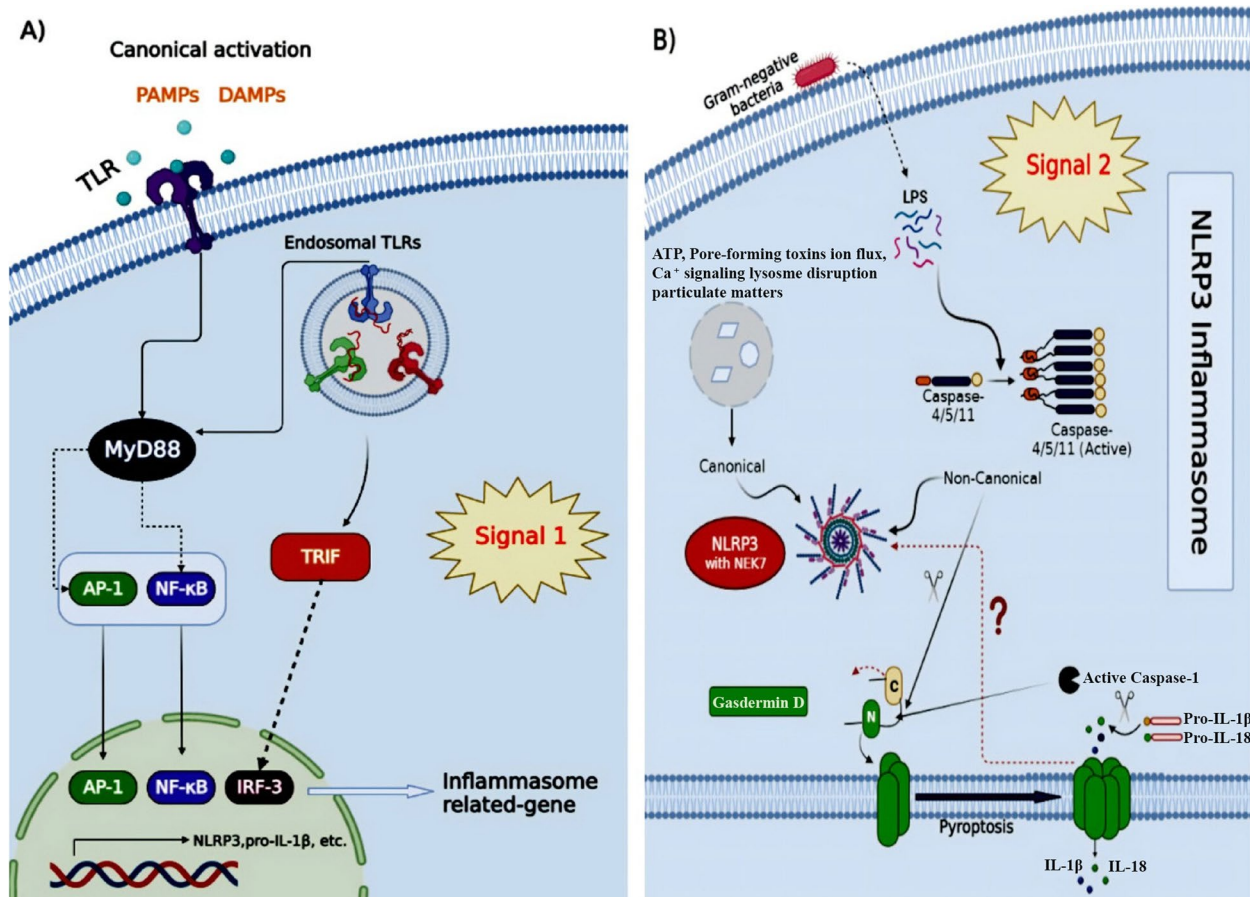 A)
Canonical activation
PAMPs DAMPs
TLR
Endosomal TLRs
MyD88
Signal 1
TRIF
AP-1
NF-κB
AP-1
NF-κB
IRF-3
Inflammasome
related-gene
NLRP3,pro-IL-1β, etc.
B)
Gram-negative
bacteria
Signal 2
LPS
NLRP3 Inflammasome
ATP, Pore-forming toxins ion flux,
Ca⁺ signaling lysosme disruption
particulate matters
Caspase-
4/5/11
Caspase-
4/5/11 (Active)
Canonical
Non-Canonical
NLRP3
with NEK7
?
C
Gasdermin D
N
Active Caspase-1
Pro-IL-1β
Pro-IL-18
Pyroptosis
IL-1β
IL-18